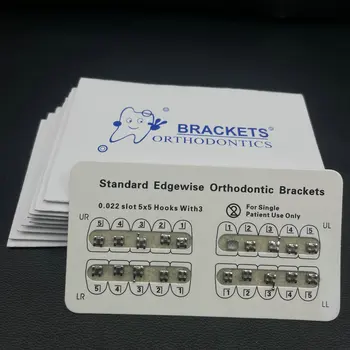 BRACKETS®
ORTHODONTICS
Standard Edgewise Orthodontic Brackets
0.022 slot 5x5 Hooks With3
For Single
Patient Use Only
UR
5 4 3 2 1
1 2 3 4 5
UL
LR
5 4 3 2 1
1 2 3 4 5
LL